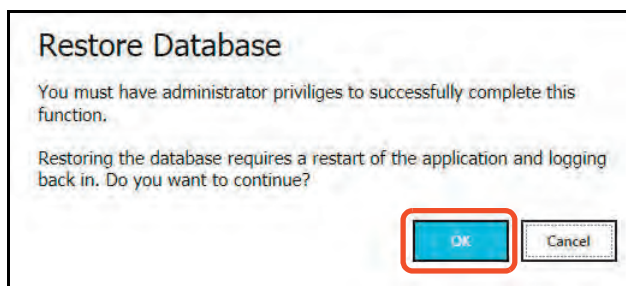 Restore Database
You must have administrator priviliges to successfully complete this
function.
Restoring the database requires a restart of the application and logging
back in. Do you want to continue?
OK
Cancel